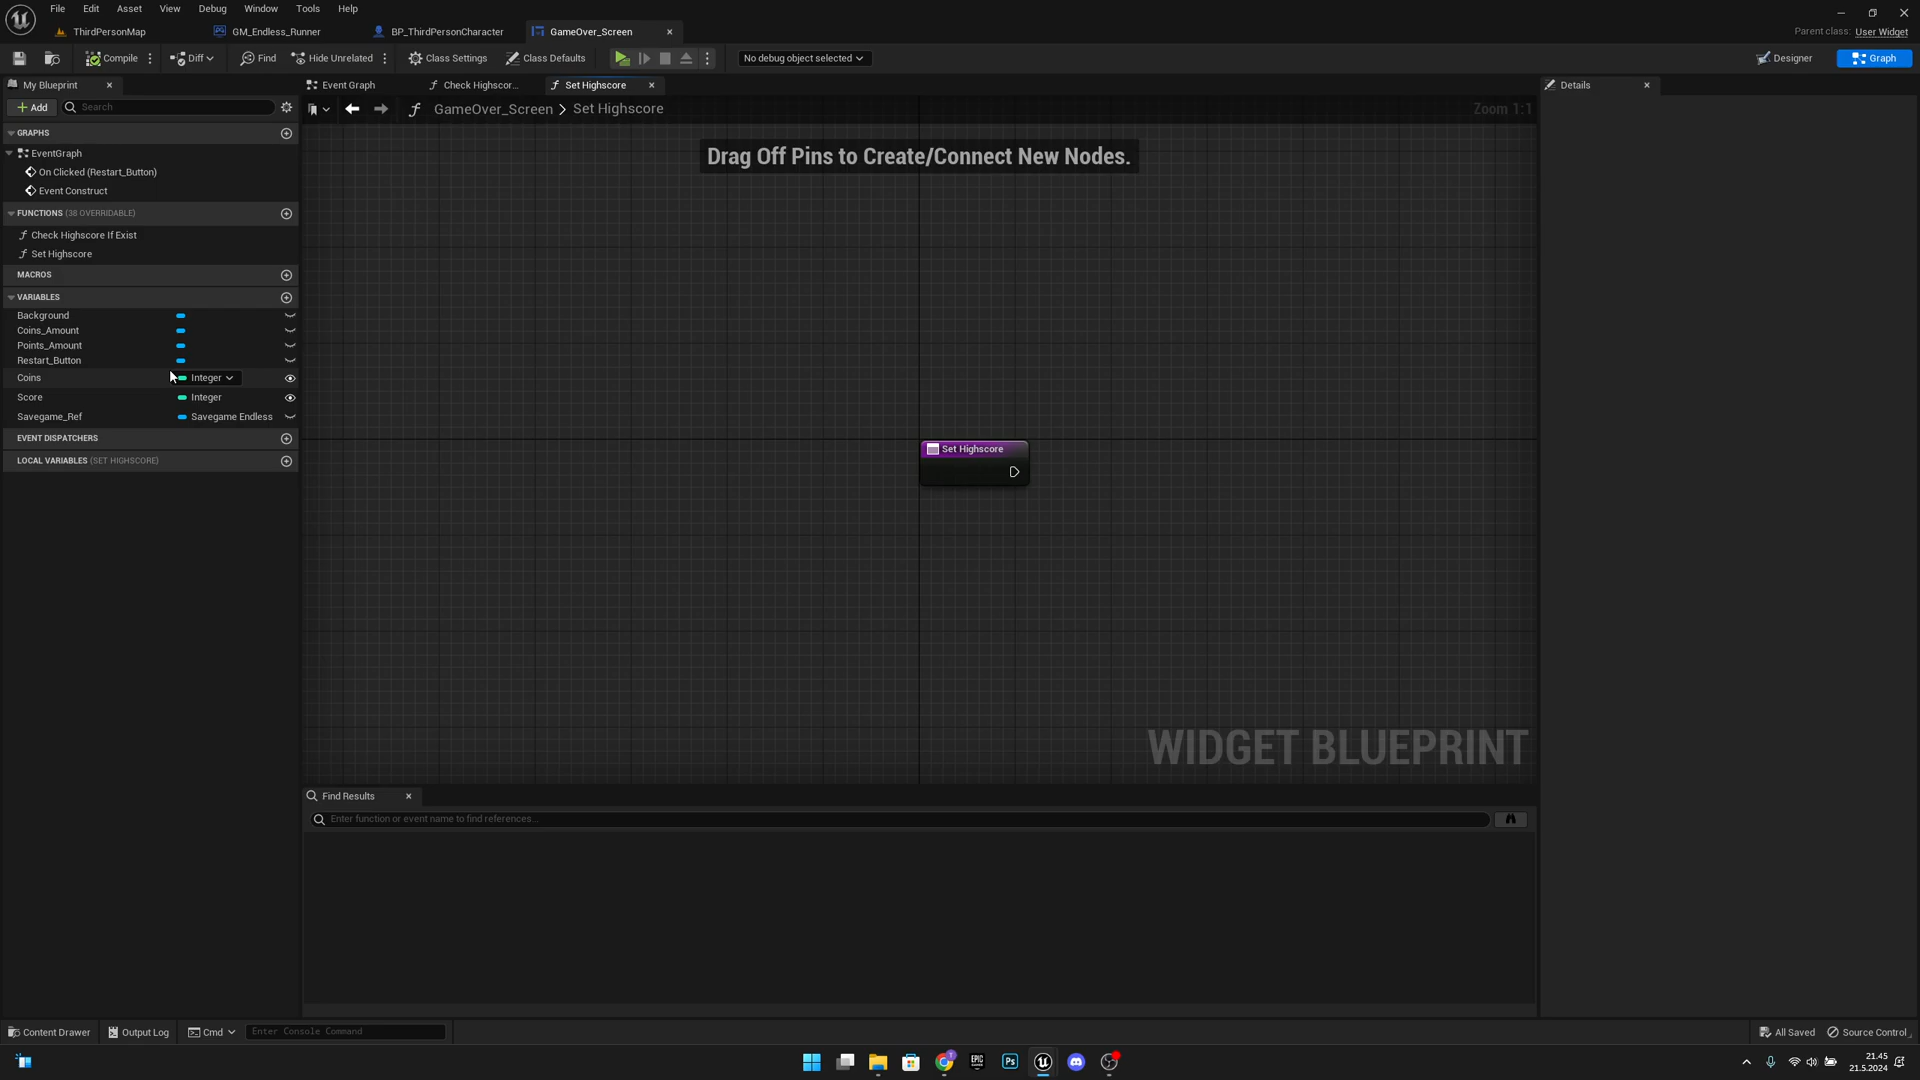 File Edit Asset View Window Debug Tools Help
ThirdPersonMap GM_Endless_Runner BP_ThirdPersonCharacter GameOver_Screen
Parent class: User Widget
Compile Diff Find Hide Unrelated Class Settings Class Defaults No debug object selected Designer Graph
My Blueprint Event Graph Check Highscor... Set Highscore Details
Add Search
GameOver_Screen > Set Highscore Zoom 1:1
GRAPHS
EventGraph
On Clicked (Restart_Button)
Event Construct
FUNCTIONS (38 OVERRIDABLE)
Check Highscore If Exist
Set Highscore
MACROS
VARIABLES
Background
Coins_Amount
Points_Amount
Restart_Button
Coins Integer
Score Integer
Savegame_Ref Savegame Endless
EVENT DISPATCHERS
LOCAL VARIABLES (SET HIGHSCORE)
Drag Off Pins to Create/Connect New Nodes.
Set Highscore
WIDGET BLUEPRINT
Find Results
Enter function or event name to find references...
Content Drawer Output Log Cmd Enter Console Command All Saved Source Control
EPIC
Ps
21.45
21.5.2024